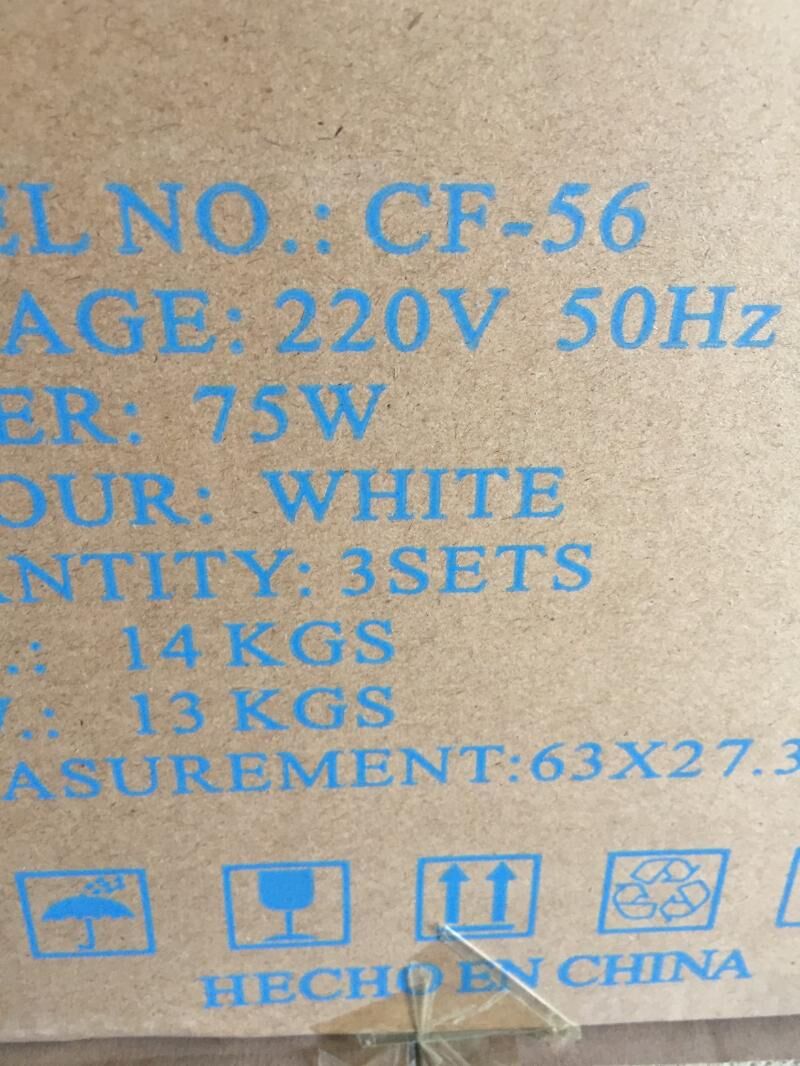 EL NO.: CF-56
AGE: 220V 50Hz
ER: 75W
OUR: WHITE
ANTITY: 3SETS
.: 14 KGS
W.: 13 KGS
ASUREMENT:63X27.3
HECHO EN CHINA